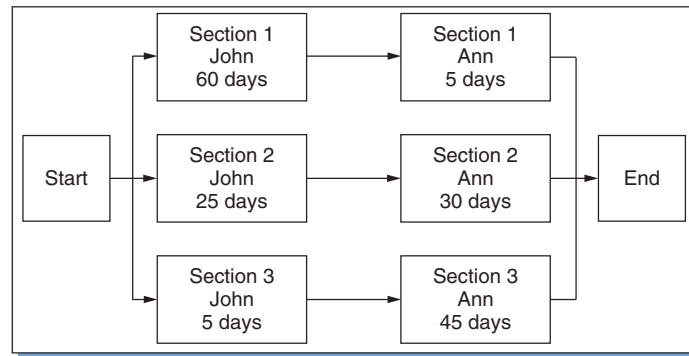 Section 1
John
60 days
Section 1
Ann
5 days
Start
Section 2
John
25 days
Section 2
Ann
30 days
End
Section 3
John
5 days
Section 3
Ann
45 days